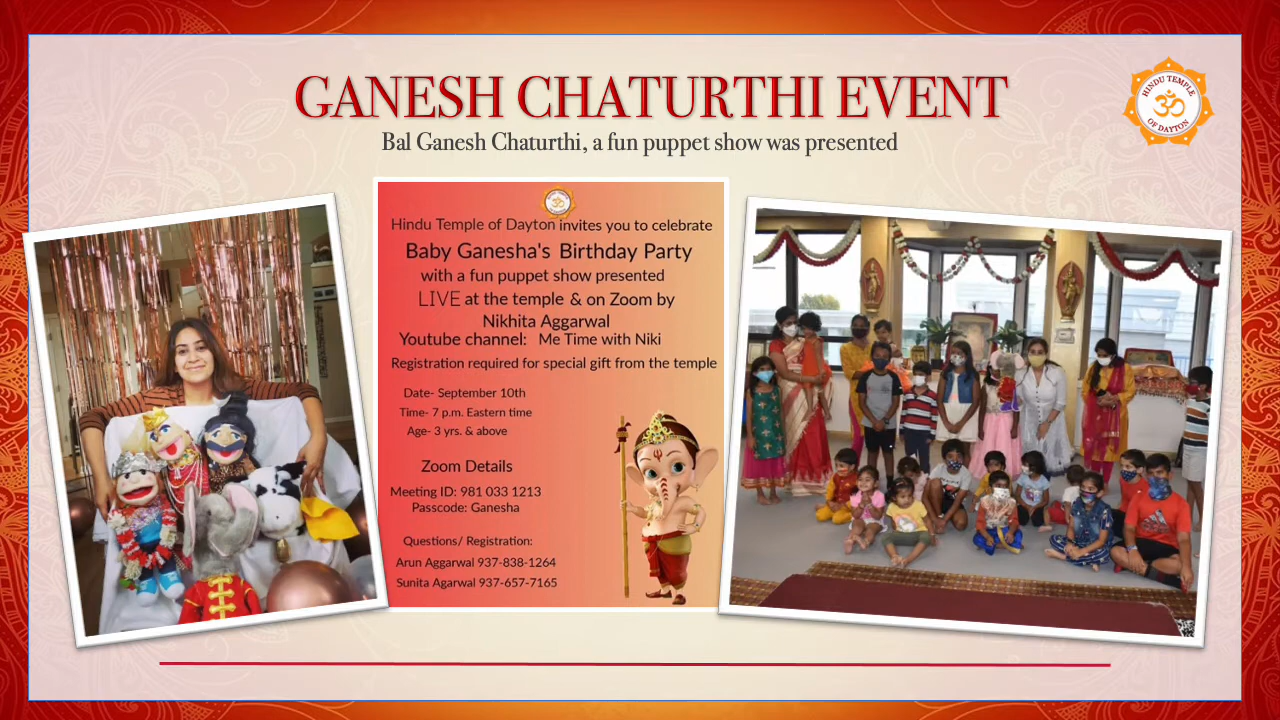 GANESH CHATURTHI EVENT
Bal Ganesh Chaturthi, a fun puppet show was presented
HINDU TEMPLE
ॐ
OF DAYTON
ॐ
Hindu Temple of Dayton invites you to celebrate
Baby Ganesha's Birthday Party
with a fun puppet show presented
LIVE at the temple & on Zoom by
Nikhita Aggarwal
Youtube channel: Me Time with Niki
Registration required for special gift from the temple
Date- September 10th
Time- 7 p.m. Eastern time
Age- 3 yrs. & above
Zoom Details
Meeting ID: 981 033 1213
Passcode: Ganesha
Questions/ Registration:
Arun Aggarwal 937-838-1264
Sunita Agarwal 937-657-7165